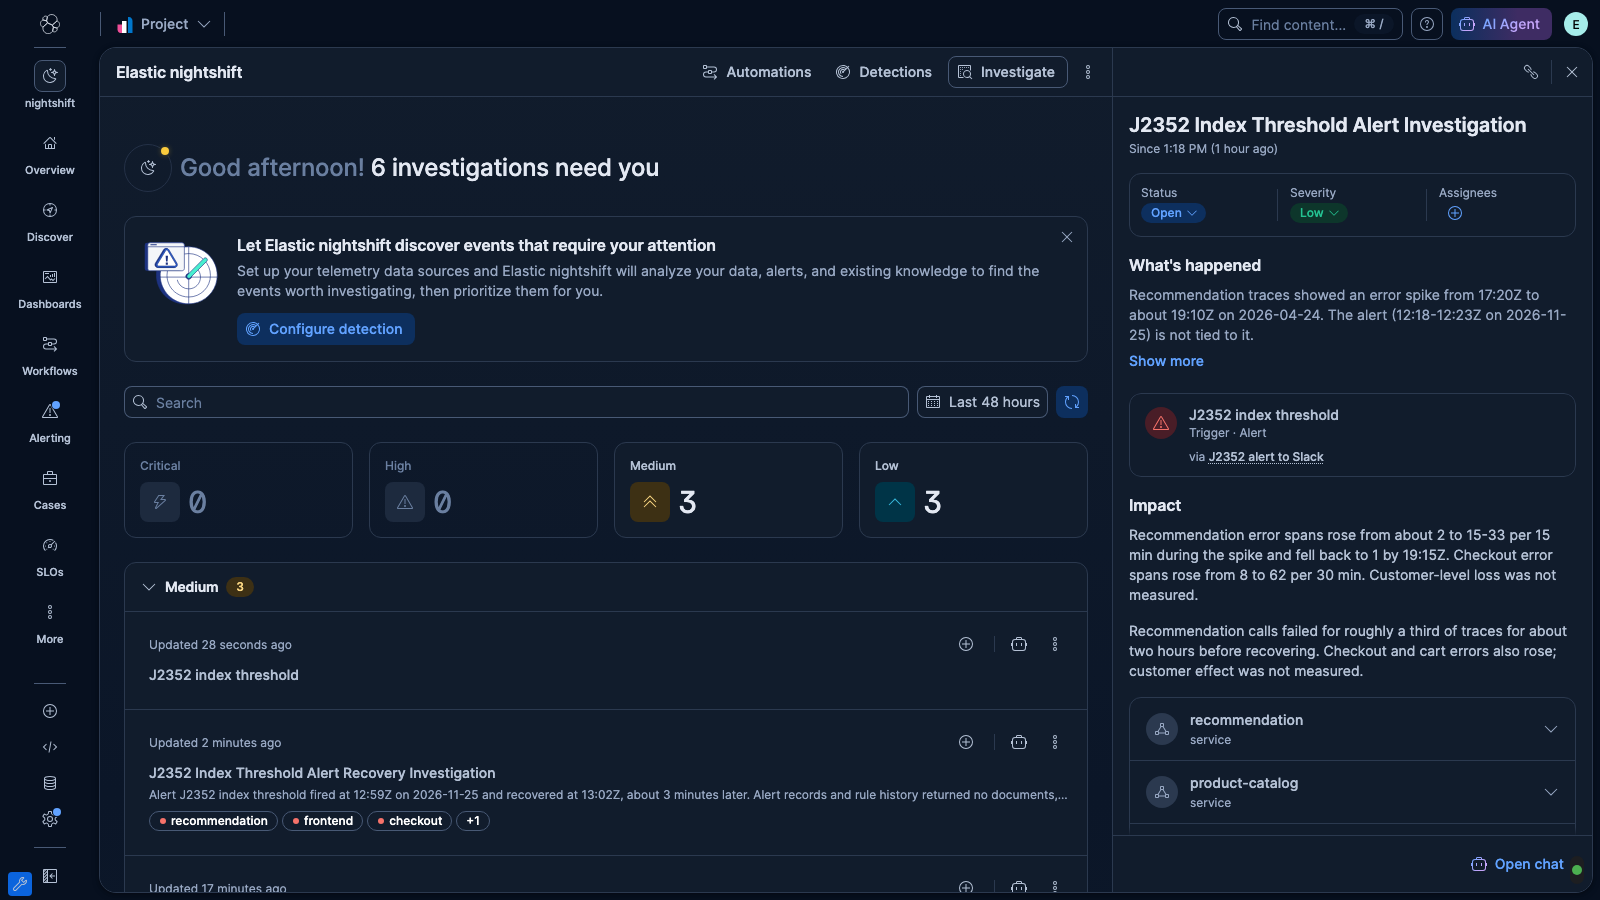 Project
Search
Find content...
⌘ /
AI Agent
E
nightshift
Overview
Discover
Dashboards
Workflows
Alerting
Cases
SLOs
More
Elastic nightshift
Automations
Detections
Investigate
Good afternoon! 6 investigations need you
Let Elastic nightshift discover events that require your attention
Set up your telemetry data sources and Elastic nightshift will analyze your data, alerts, and existing knowledge to find the
events worth investigating, then prioritize them for you.
Configure detection
Search
Last 48 hours
Critical
0
High
0
Medium
3
Low
3
Medium 3
Updated 28 seconds ago
J2352 index threshold
Updated 2 minutes ago
J2352 Index Threshold Alert Recovery Investigation
Alert J2352 index threshold fired at 12:59Z on 2026-11-25 and recovered at 13:02Z, about 3 minutes later. Alert records and rule history returned no documents,...
recommendation
frontend
checkout
+1
Updated 17 minutes ago
J2352 Index Threshold Alert Investigation
Since 1:18 PM (1 hour ago)
Status
Open
Severity
Low
Assignees
What's happened
Recommendation traces showed an error spike from 17:20Z to
about 19:10Z on 2026-04-24. The alert (12:18-12:23Z on 2026-11-
25) is not tied to it.
Show more
J2352 index threshold
Trigger · Alert
via J2352 alert to Slack
Impact
Recommendation error spans rose from about 2 to 15-33 per 15
min during the spike and fell back to 1 by 19:15Z. Checkout error
spans rose from 8 to 62 per 30 min. Customer-level loss was not
measured.
Recommendation calls failed for roughly a third of traces for about
two hours before recovering. Checkout and cart errors also rose;
customer effect was not measured.
recommendation
service
product-catalog
service
Open chat